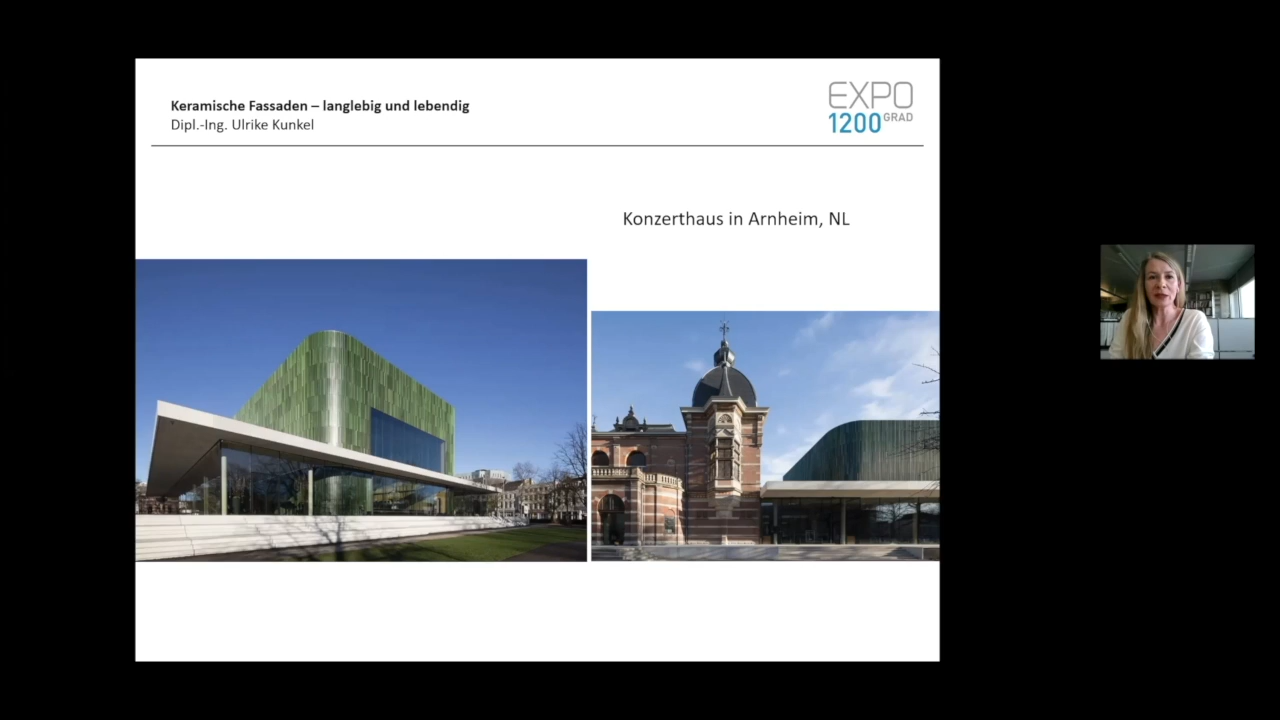 Keramische Fassaden – langlebig und lebendig
Dipl.-Ing. Ulrike Kunkel
EXPO
1200 GRAD
Konzerthaus in Arnheim, NL